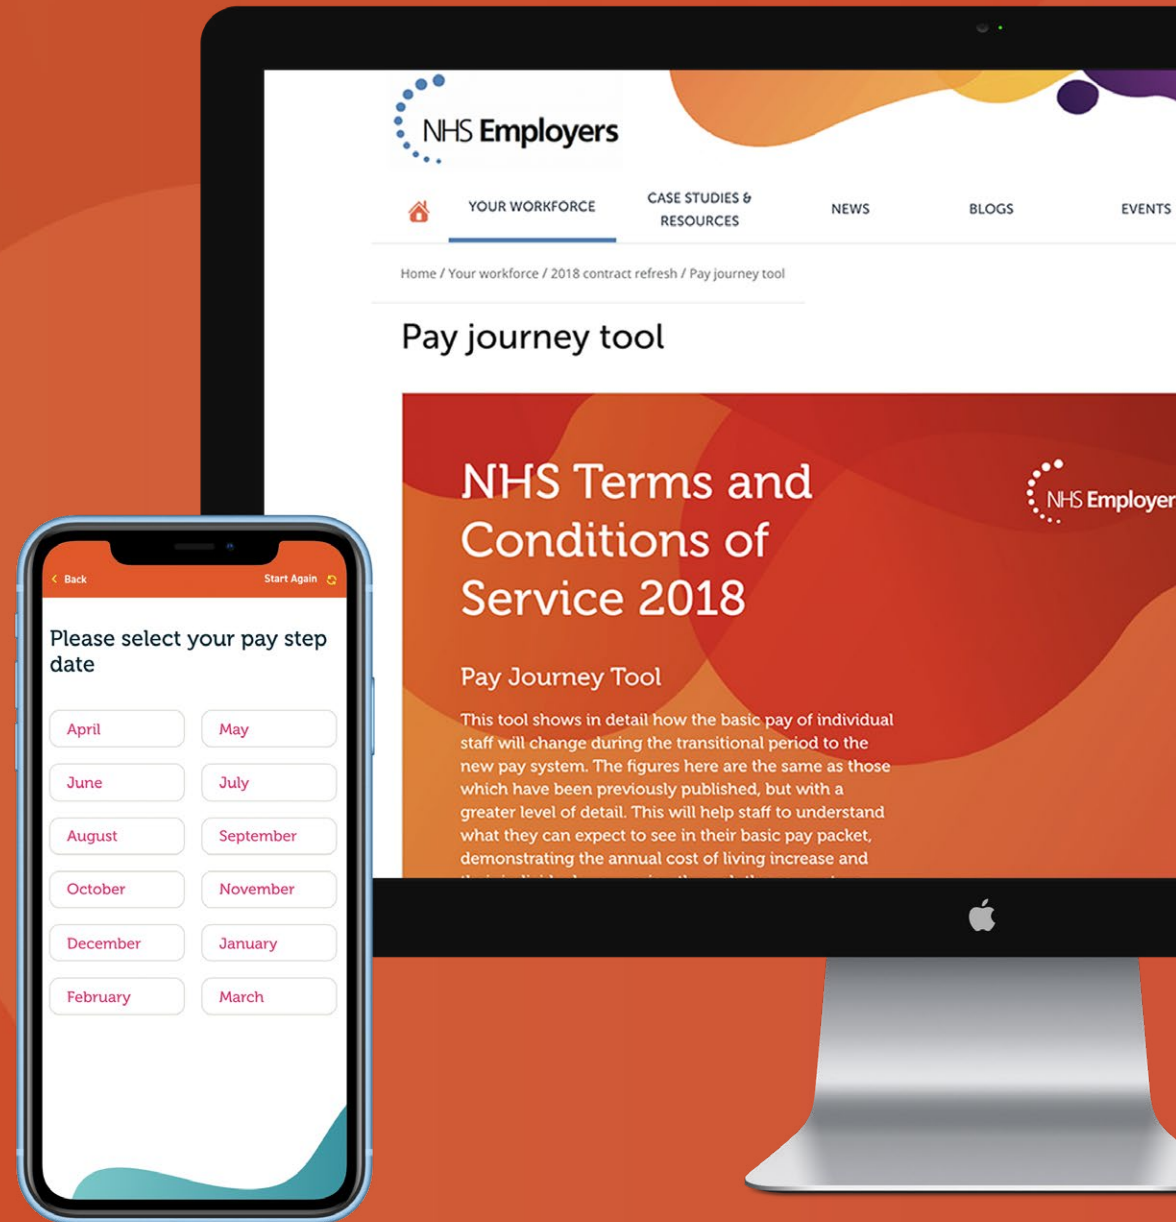 NHS Employers
YOUR WORKFORCE
CASE STUDIES &
RESOURCES
NEWS
BLOGS
EVENTS
Home / Your workforce / 2018 contract refresh / Pay journey tool
Pay journey tool
NHS Terms and
Conditions of
Service 2018
NHS Employer
Pay Journey Tool
This tool shows in detail how the basic pay of individual
staff will change during the transitional period to the
new pay system. The figures here are the same as those
which have been previously published, but with a
greater level of detail. This will help staff to understand
what they can expect to see in their basic pay packet,
demonstrating the annual cost of living increase and
Back
Start Again
Please select your pay step
date
April
May
June
July
August
September
October
November
December
January
February
March